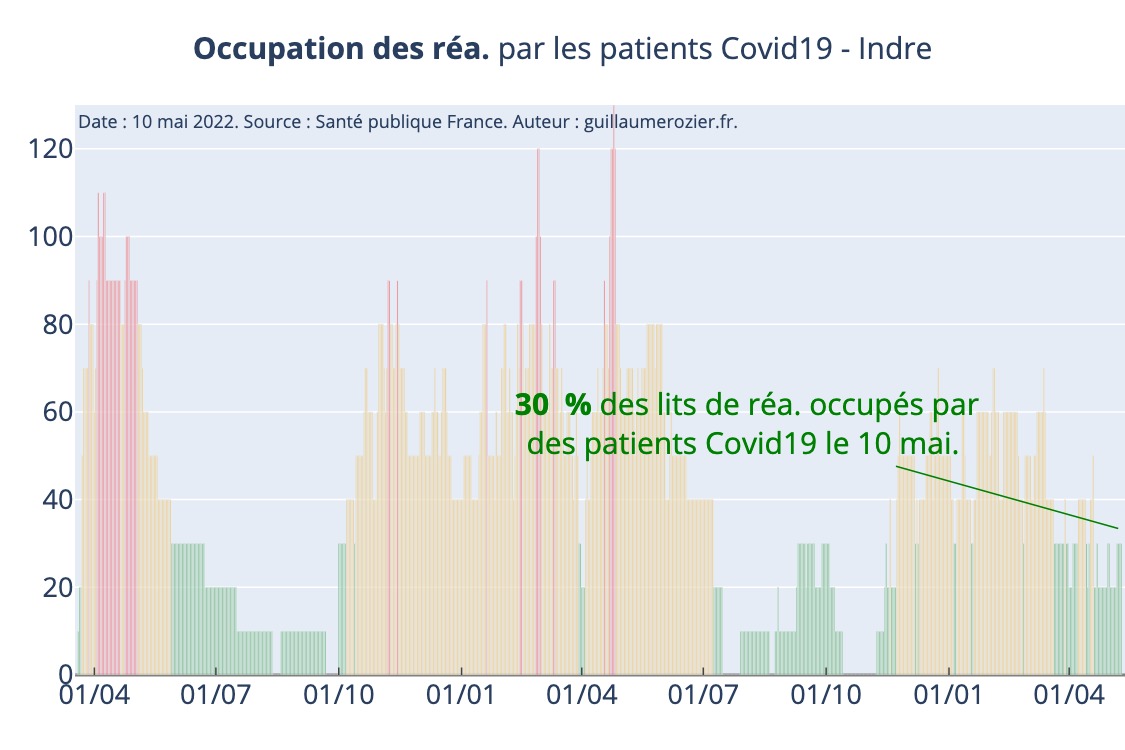 Occupation des réa. par les patients Covid19 - Indre
Date : 10 mai 2022. Source : Santé publique France. Auteur : guillaumerozier.fr.
120
100
80
60
40
20
0
30 % des lits de réa. occupés par
des patients Covid19 le 10 mai.
01/04 01/07 01/10 01/01 01/04 01/07 01/10 01/01 01/04